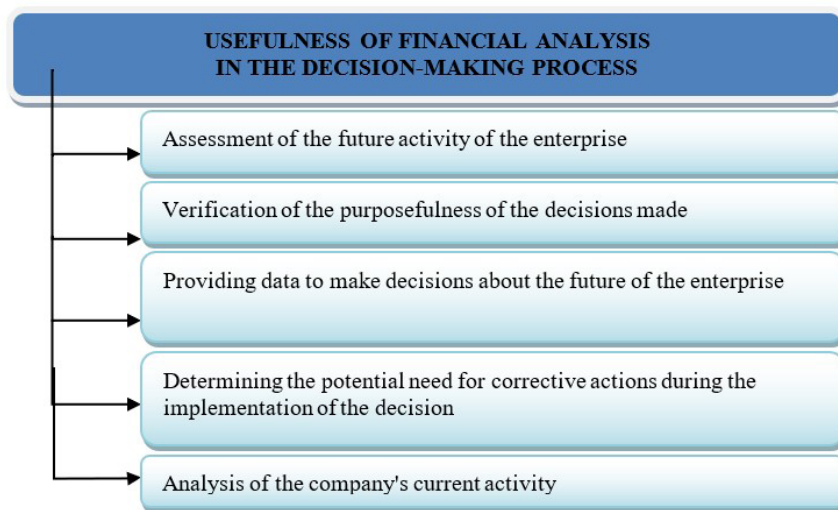 USEFULNESS OF FINANCIAL ANALYSIS
IN THE DECISION-MAKING PROCESS
Assessment of the future activity of the enterprise
Verification of the purposefulness of the decisions made
Providing data to make decisions about the future of the enterprise
Determining the potential need for corrective actions during the
implementation of the decision
Analysis of the company's current activity